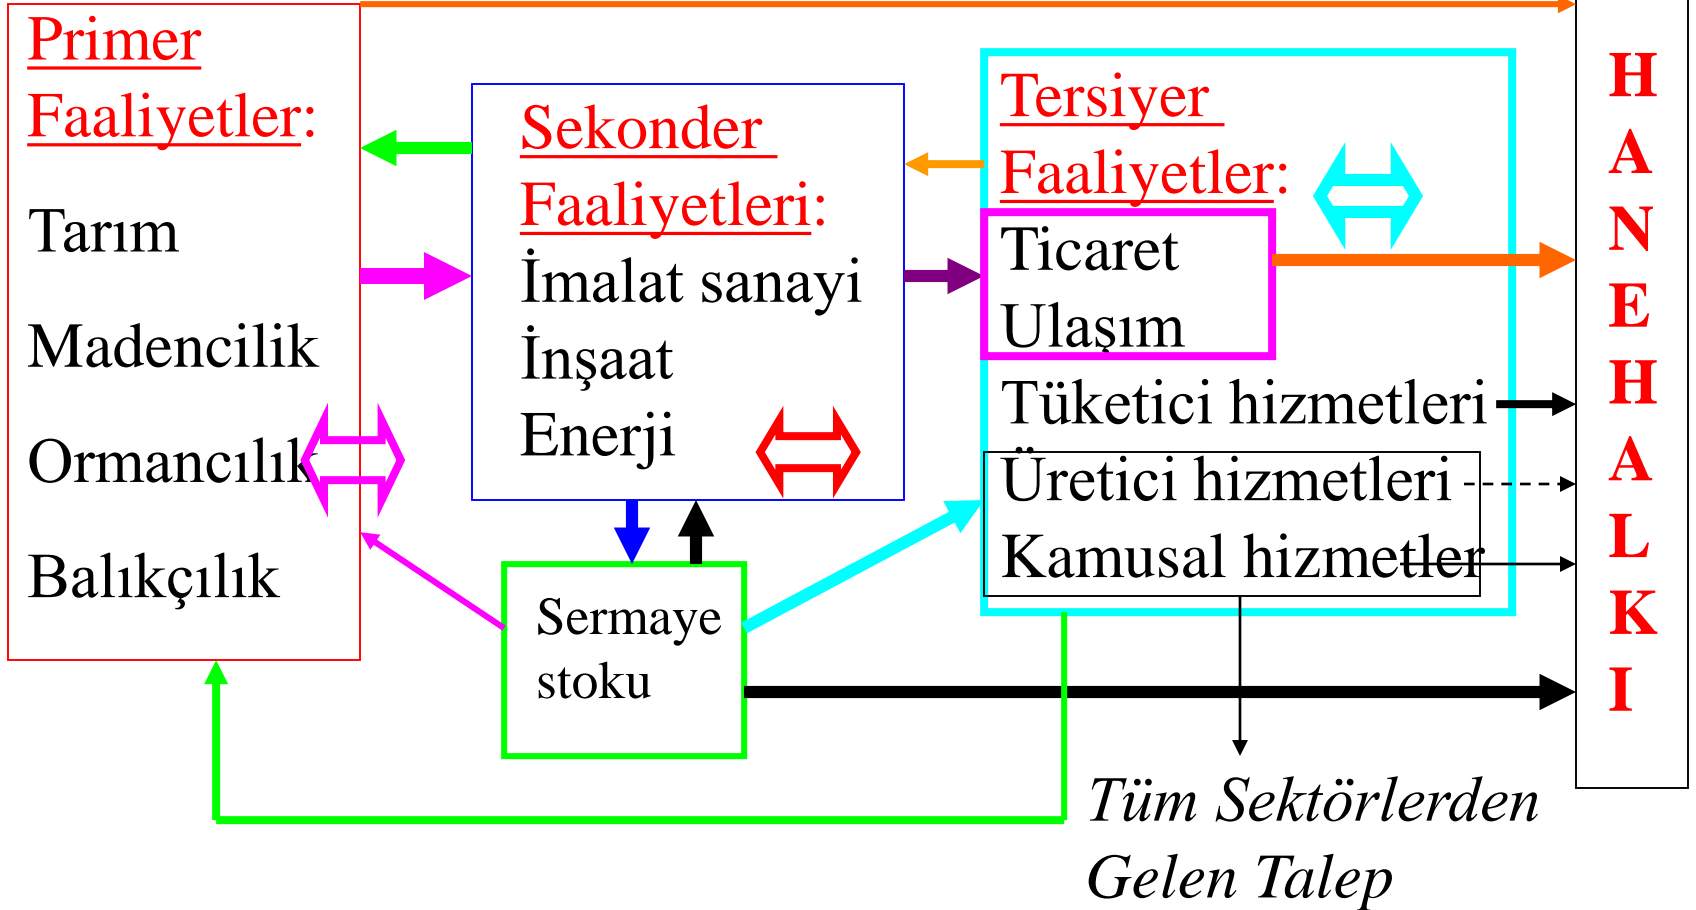 Primer
Faaliyetler:
Tarım
Madencilik
Ormancılık
Balıkçılık
Sekonder
Faaliyetleri:
İmalat sanayi
İnşaat
Enerji
Sermaye
stoku
Tersiyer
Faaliyetler:
Ticaret
Ulaşım
Tüketici hizmetleri
Üretici hizmetleri
Kamusal hizmetler
Tüm Sektörlerden
Gelen Talep
H
A
N
E
H
A
L
K
I